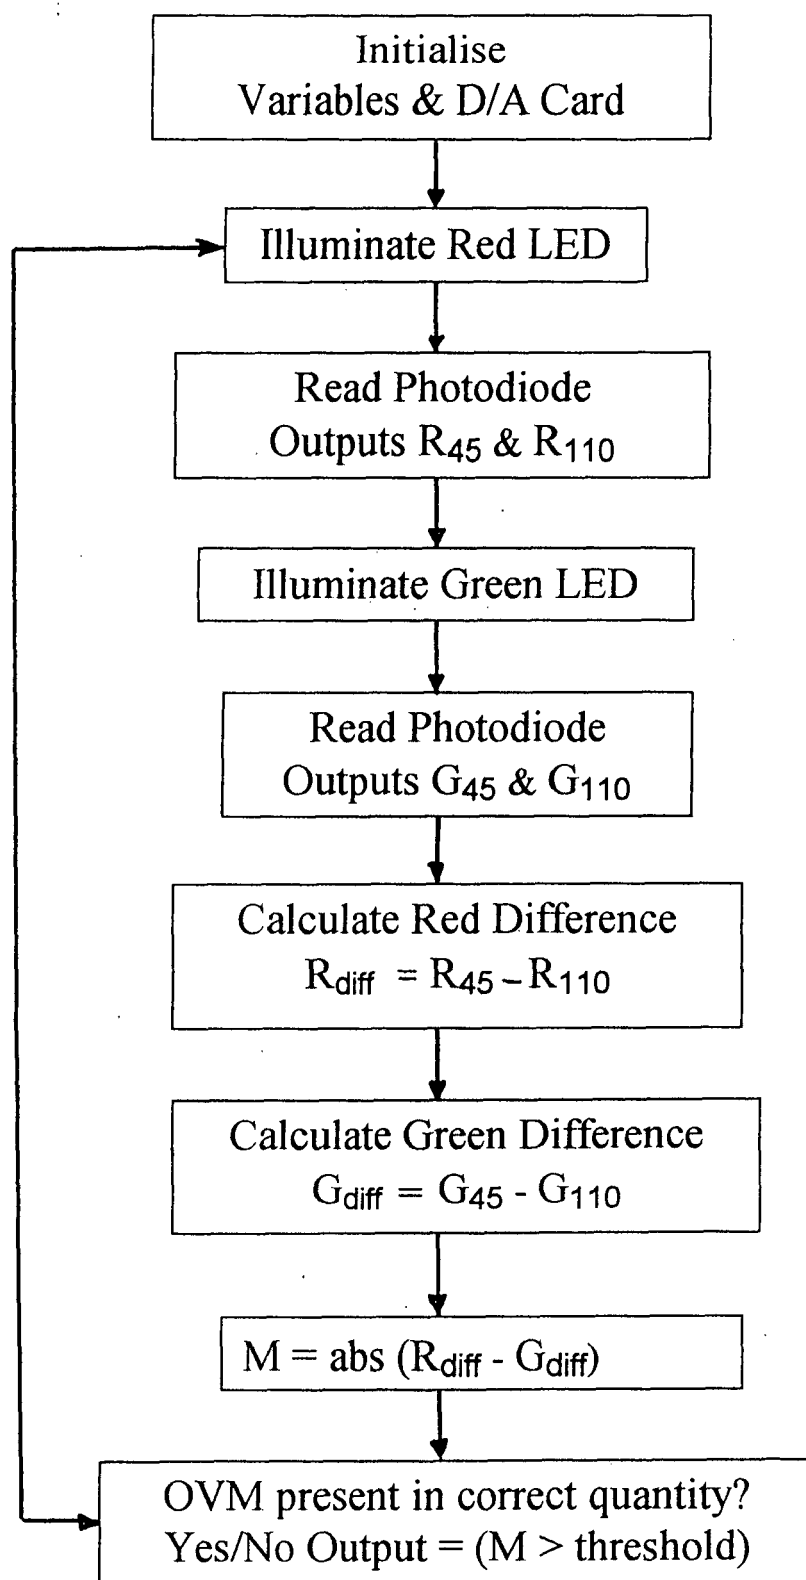 Initialise
Variables & D/A Card
Illuminate Red LED
Read Photodiode
Outputs R45 & R110
Illuminate Green LED
Read Photodiode
Outputs G45 & G110
Calculate Red Difference
Rdiff = R45 – R110
Calculate Green Difference
Gdiff = G45 - G110
M = abs (Rdiff - Gdiff)
OVM present in correct quantity?
Yes/No Output = (M > threshold)